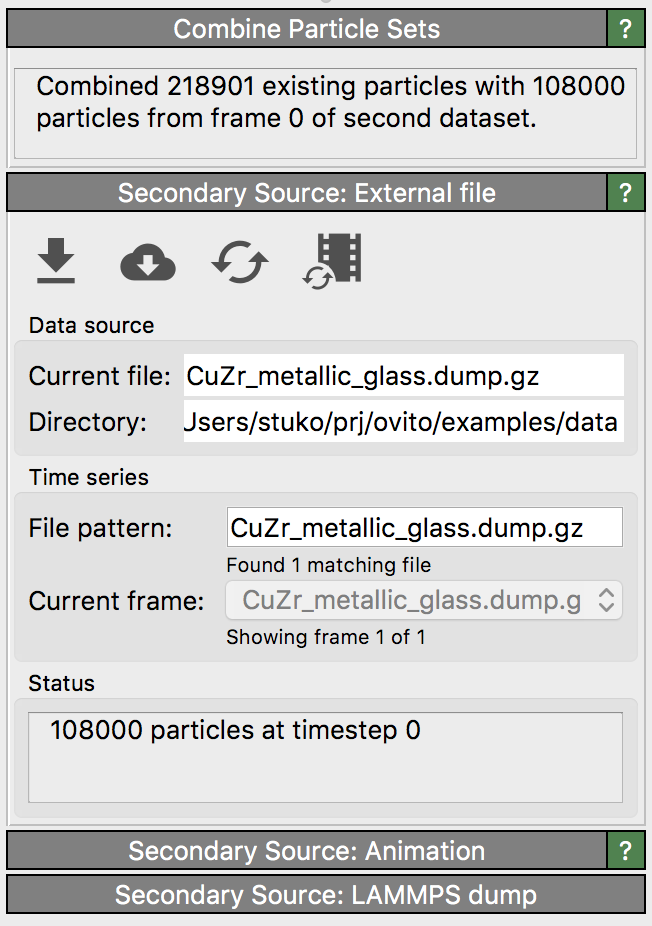 Combine Particle Sets
?
Combined 218901 existing particles with 108000
particles from frame 0 of second dataset.
Secondary Source: External file
?
Data source
Current file: CuZr_metallic_glass.dump.gz
Directory: Users/stuko/prj/ovito/examples/data
Time series
File pattern: CuZr_metallic_glass.dump.gz
Found 1 matching file
Current frame: CuZr_metallic_glass.dump.g
Showing frame 1 of 1
Status
108000 particles at timestep 0
Secondary Source: Animation
?
Secondary Source: LAMMPS dump